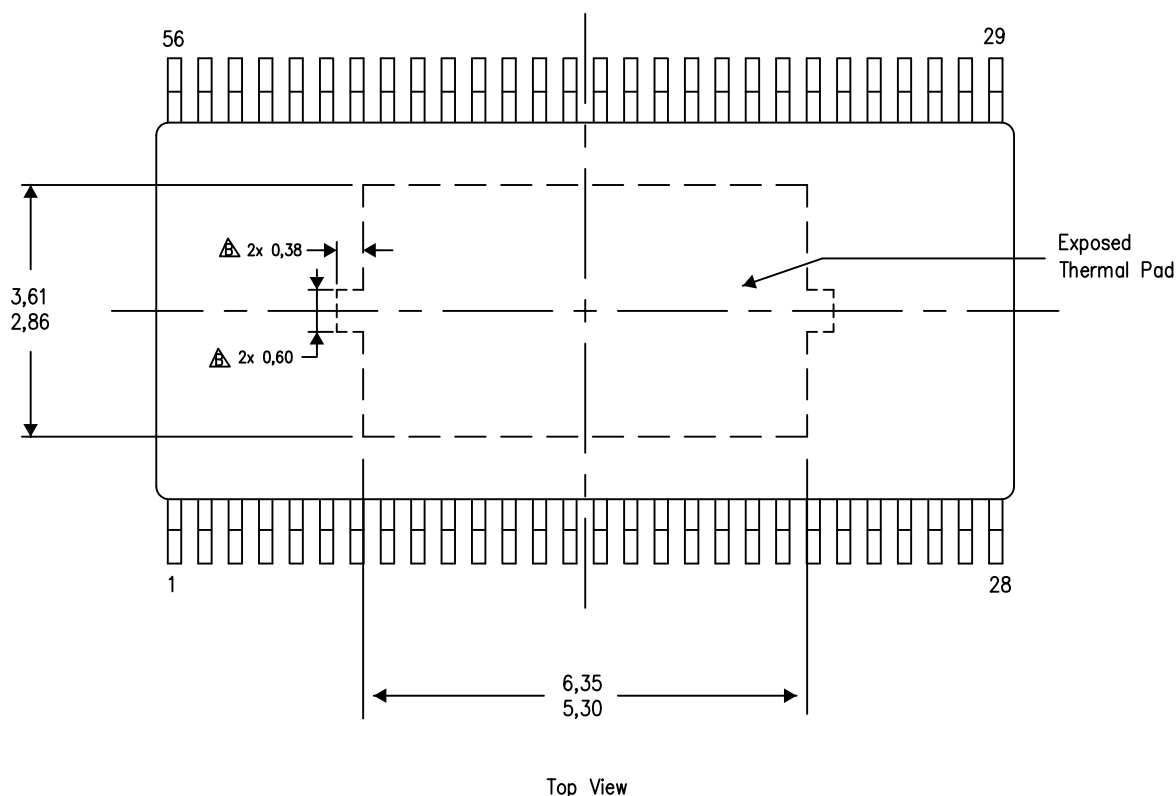 56
29
B 2x 0,38
Exposed
Thermal Pad
3,61
2,86
B 2x 0,60
1
28
6,35
5,30
Top View